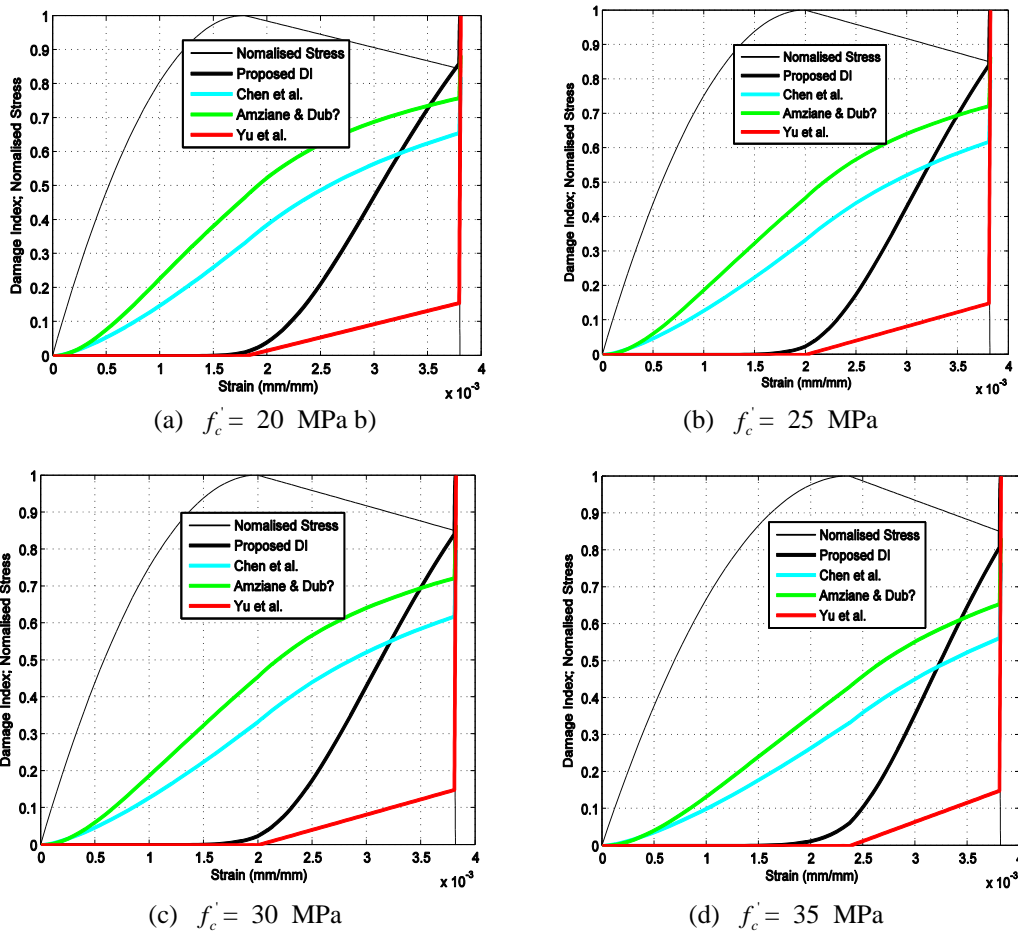 1
0.9
0.8
0.7
0.6
0.5
0.4
0.3
0.2
0.1
0
Damage Index; Normalised Stress
Nomalised Stress
Proposed DI
Chen et al.
Amziane & Dub?
Yu et al.
0 0.5 1 1.5 2 2.5 3 3.5 4
Strain (mm/mm)
x 10-3
(a) f'c = 20 MPa b)
1
0.9
0.8
0.7
0.6
0.5
0.4
0.3
0.2
0.1
0
Damage Index; Normalised Stress
Nomalised Stress
Proposed DI
Chen et al.
Amziane & Dub?
Yu et al.
0 0.5 1 1.5 2 2.5 3 3.5 4
Strain (mm/mm)
x 10-3
(b) f'c = 25 MPa
1
0.9
0.8
0.7
0.6
0.5
0.4
0.3
0.2
0.1
0
Damage Index; Normalised Stress
Nomalised Stress
Proposed DI
Chen et al.
Amziane & Dub?
Yu et al.
0 0.5 1 1.5 2 2.5 3 3.5 4
Strain (mm/mm)
x 10-3
(c) f'c = 30 MPa
1
0.9
0.8
0.7
0.6
0.5
0.4
0.3
0.2
0.1
0
Damage Index; Normalised Stress
Nomalised Stress
Proposed DI
Chen et al.
Amziane & Dub?
Yu et al.
0 0.5 1 1.5 2 2.5 3 3.5 4
Strain (mm/mm)
x 10-3
(d) f'c = 35 MPa